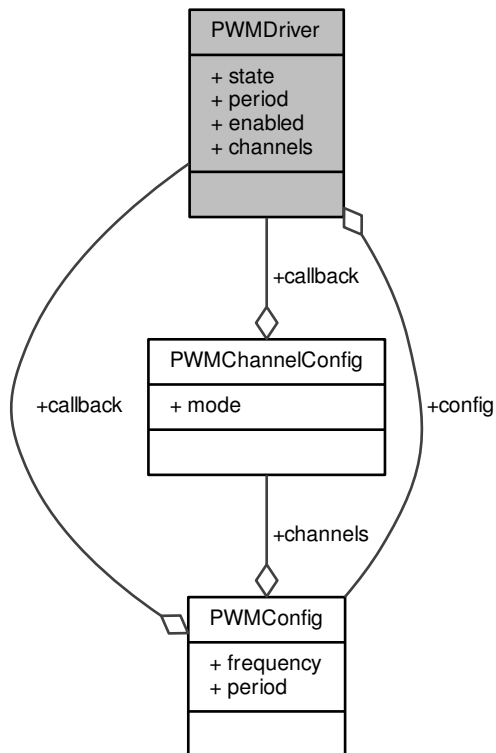 PWMDriver
+ state
+ period
+ enabled
+ channels
+callback
PWMChannelConfig
+ mode
+callback
+config
+channels
PWMConfig
+ frequency
+ period